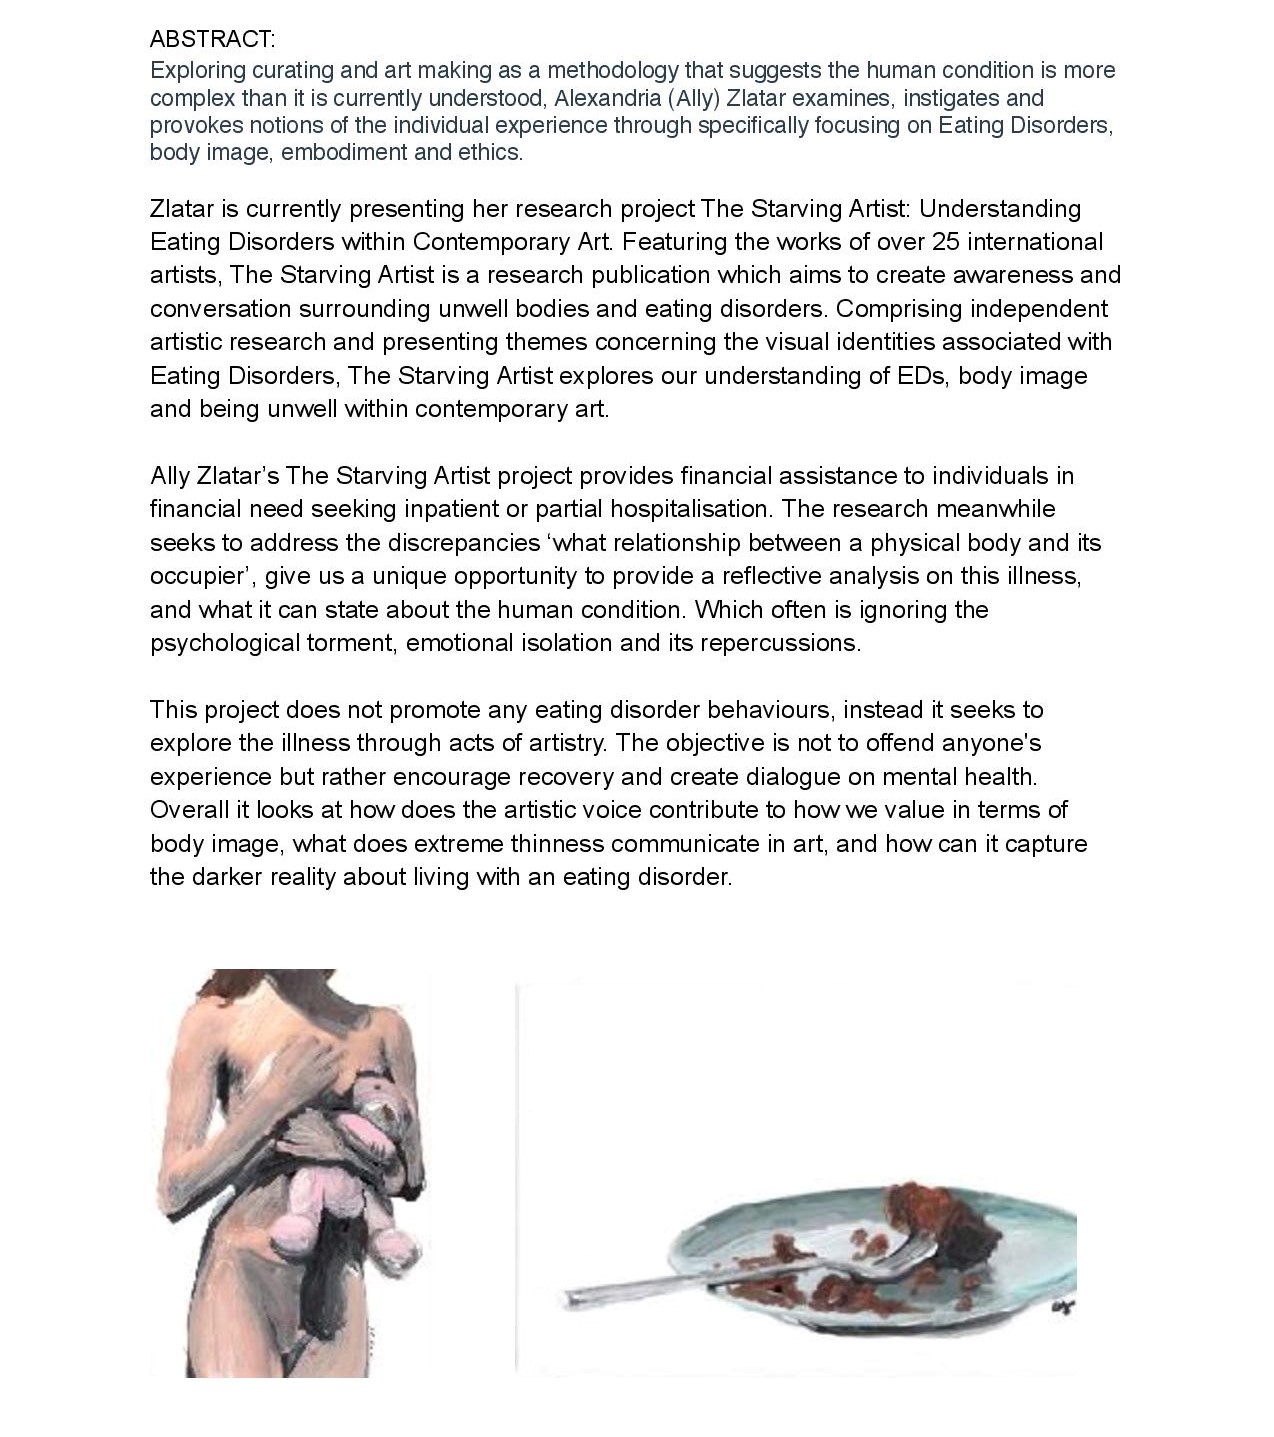 ABSTRACT:
Exploring curating and art making as a methodology that suggests the human condition is more
complex than it is currently understood, Alexandria (Ally) Zlatar examines, instigates and
provokes notions of the individual experience through specifically focusing on Eating Disorders,
body image, embodiment and ethics.
Zlatar is currently presenting her research project The Starving Artist: Understanding
Eating Disorders within Contemporary Art. Featuring the works of over 25 international
artists, The Starving Artist is a research publication which aims to create awareness and
conversation surrounding unwell bodies and eating disorders. Comprising independent
artistic research and presenting themes concerning the visual identities associated with
Eating Disorders, The Starving Artist explores our understanding of EDs, body image
and being unwell within contemporary art.
Ally Zlatar’s The Starving Artist project provides financial assistance to individuals in
financial need seeking inpatient or partial hospitalisation. The research meanwhile
seeks to address the discrepancies ‘what relationship between a physical body and its
occupier’, give us a unique opportunity to provide a reflective analysis on this illness,
and what it can state about the human condition. Which often is ignoring the
psychological torment, emotional isolation and its repercussions.
This project does not promote any eating disorder behaviours, instead it seeks to
explore the illness through acts of artistry. The objective is not to offend anyone's
experience but rather encourage recovery and create dialogue on mental health.
Overall it looks at how does the artistic voice contribute to how we value in terms of
body image, what does extreme thinness communicate in art, and how can it capture
the darker reality about living with an eating disorder.